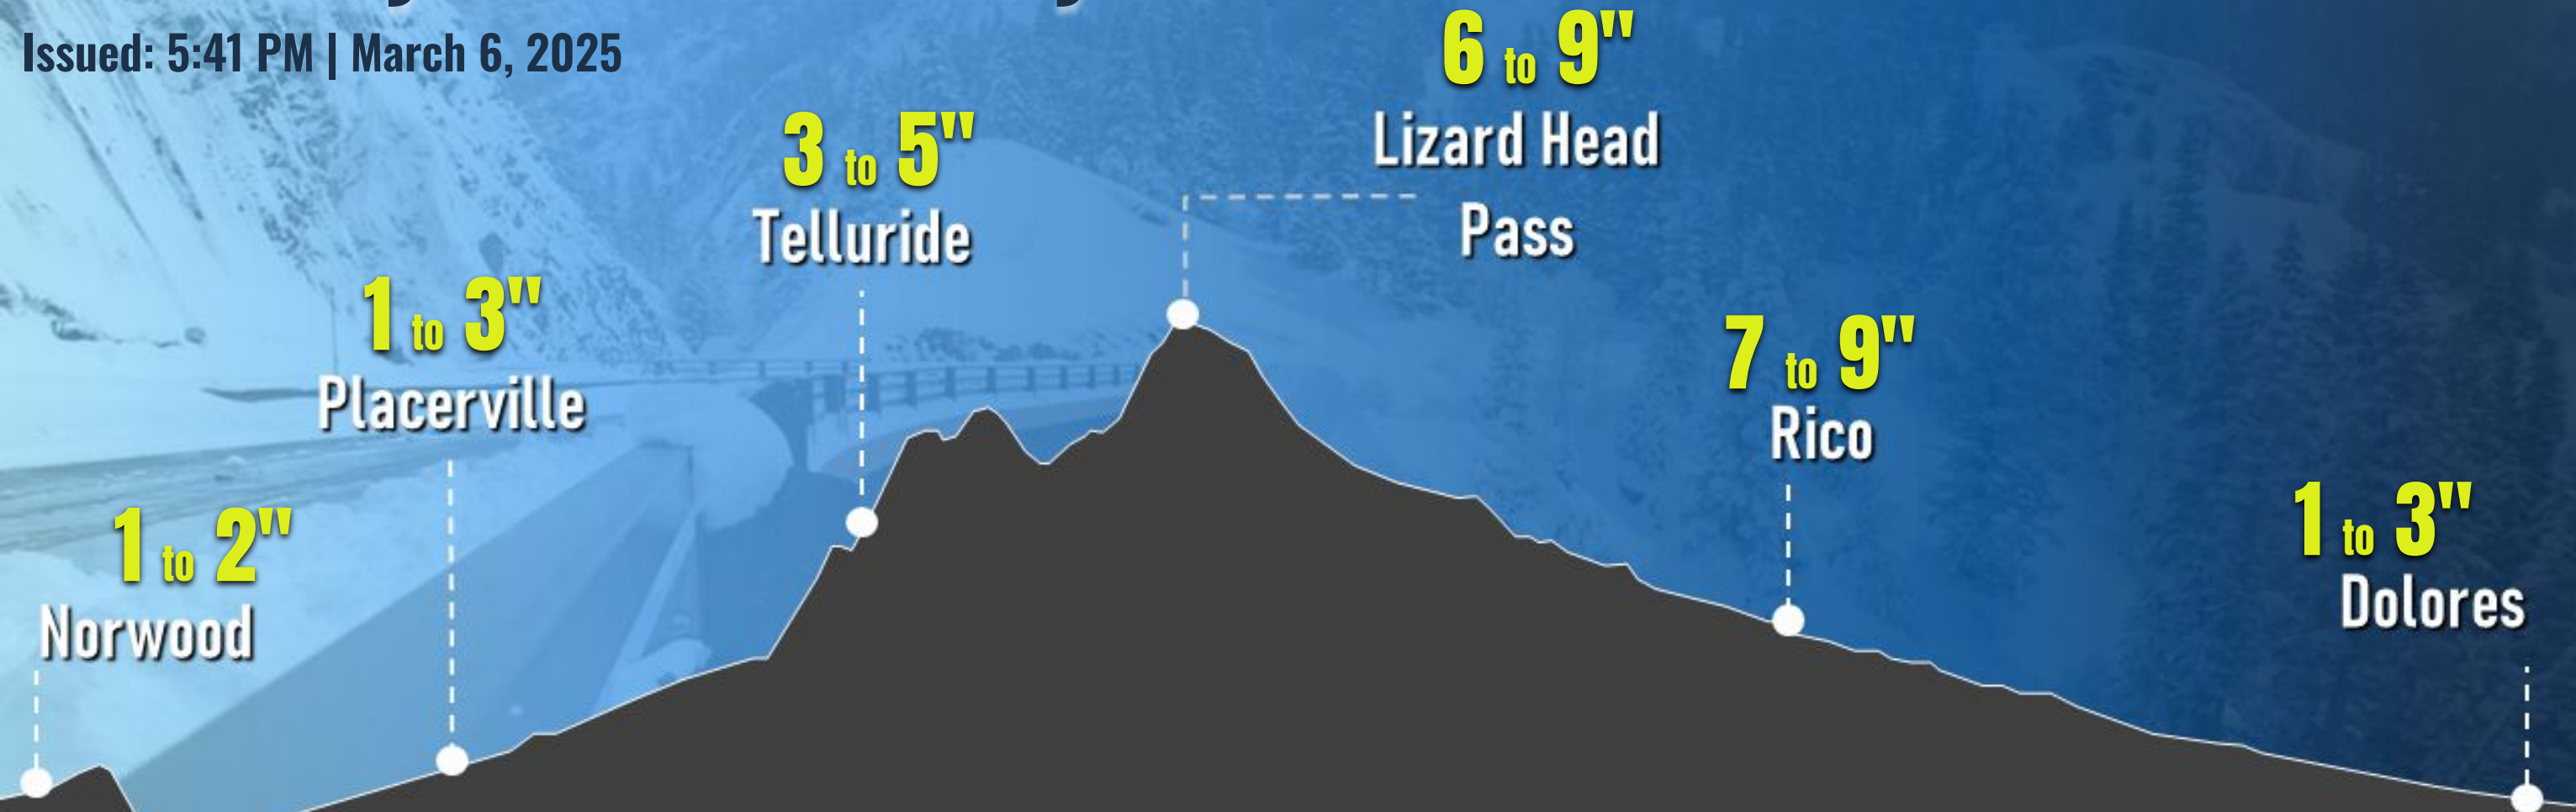 Issued: 5:41 PM | March 6, 2025
6 to 9"
Lizard Head
Pass
3 to 5"
Telluride
1 to 3"
Placerville
7 to 9"
Rico
1 to 2"
Norwood
1 to 3"
Dolores